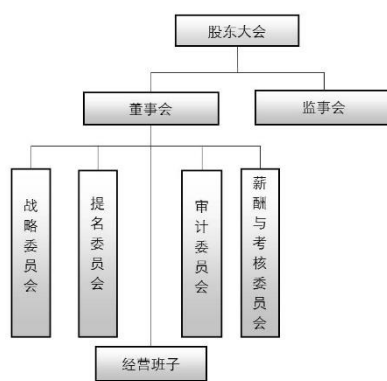 股东大会
董事会
监事会
战略委员会
提名委员会
审计委员会
薪酬与考核委员会
经营班子